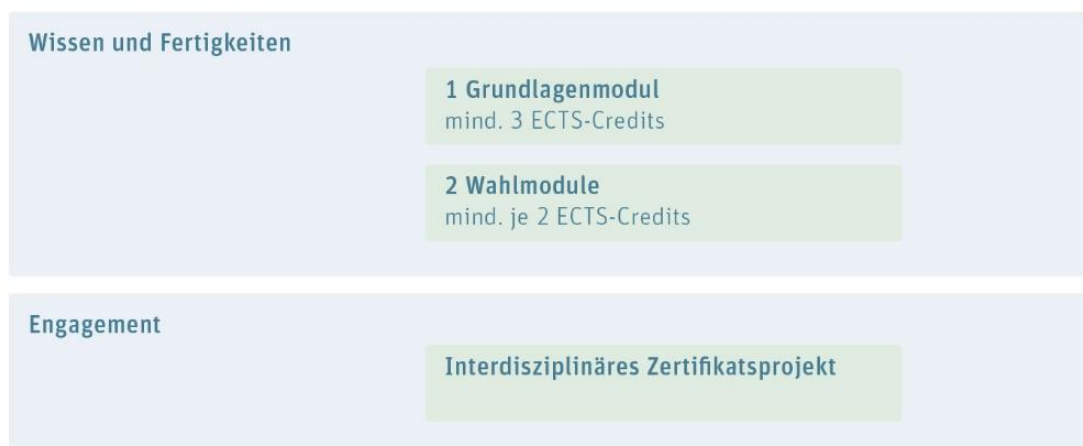 Wissen und Fertigkeiten
1 Grundlagenmodul
mind. 3 ECTS-Credits
2 Wahlmodule
mind. je 2 ECTS-Credits
Engagement
Interdisziplinäres Zertifikatsprojekt